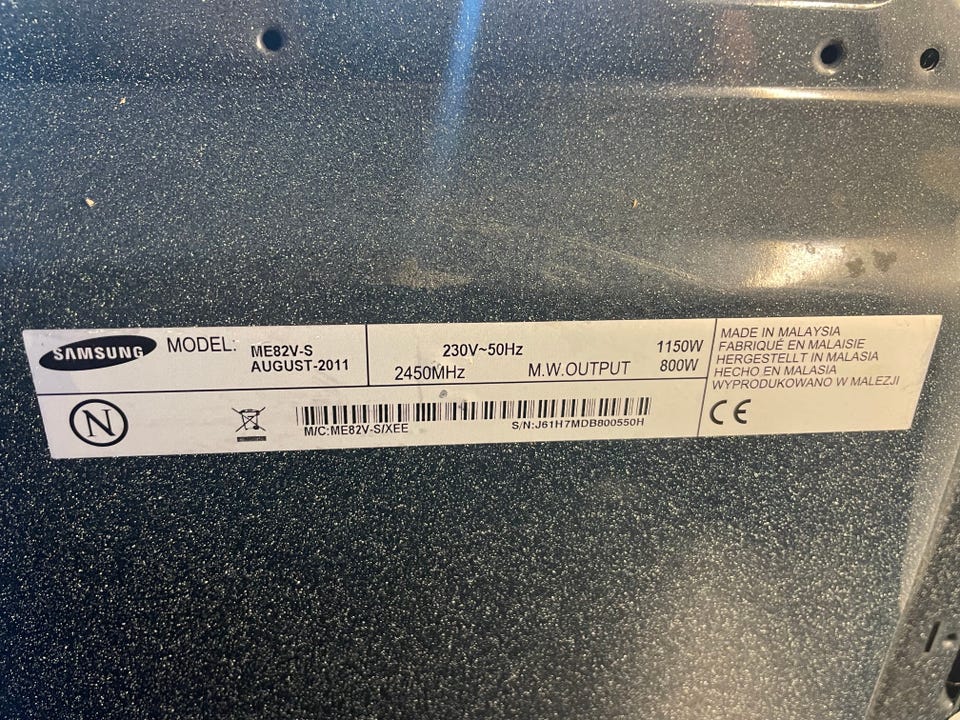 SAMSUNG
MODEL: ME82V-S
AUGUST-2011
230V~50Hz 1150W
2450MHz M.W.OUTPUT 800W
MADE IN MALAYSIA
FABRIQUÉ EN MALAISIE
HERGESTELLT IN MALASIA
HECHO EN MALASIA
WYPRODUKOWANO W MALEZJI
N
M/C:ME82V-S/XEE S/N:J61H7MDB800550H
CE